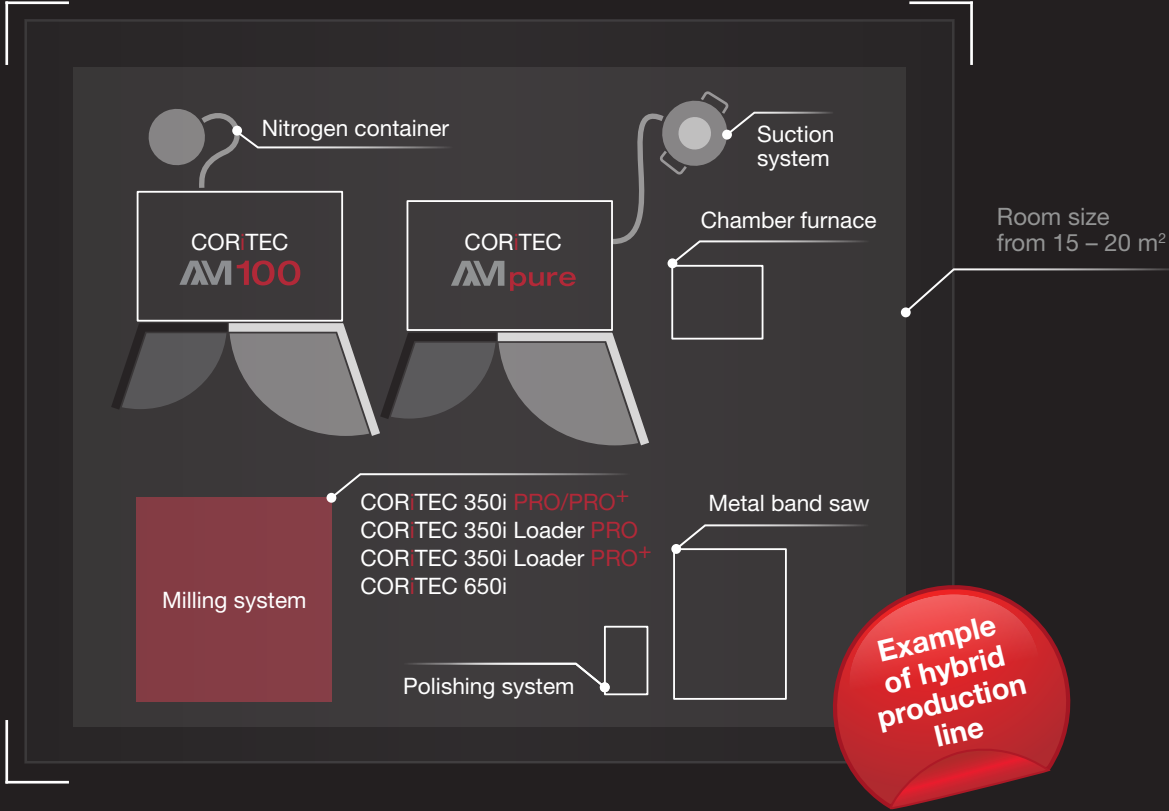 Nitrogen container
Suction
system
CORiTEC
AM100
CORiTEC
AMpure
Chamber furnace
Room size
from 15 – 20 m²
CORiTEC 350i PRO/PRO⁺
CORiTEC 350i Loader PRO
CORiTEC 350i Loader PRO⁺
CORiTEC 650i
Milling system
Metal band saw
Polishing system
Example
of hybrid
production
line